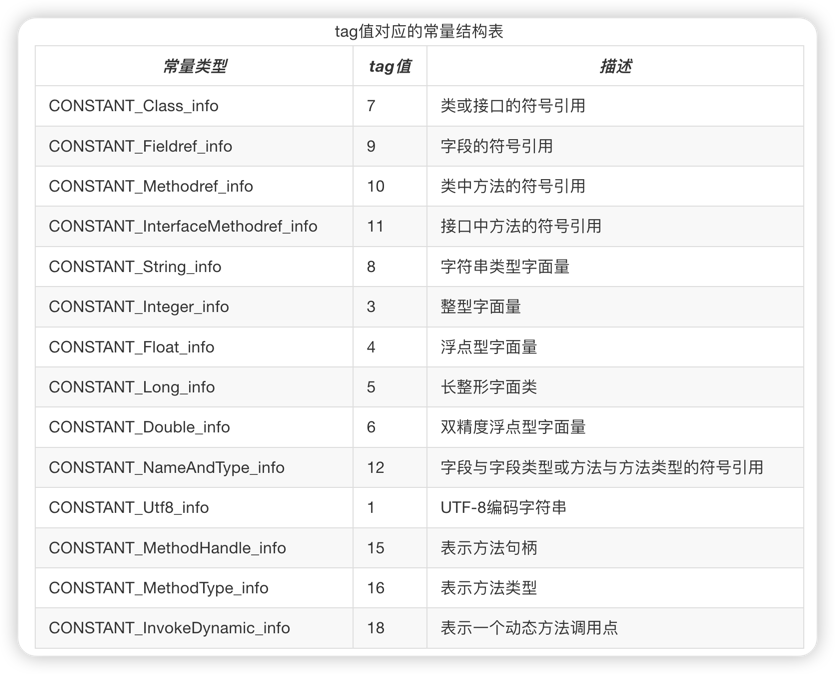 tag值对应的常量结构表
常量类型 tag值 描述
CONSTANT_Class_info 7 类或接口的符号引用
CONSTANT_Fieldref_info 9 字段的符号引用
CONSTANT_Methodref_info 10 类中方法的符号引用
CONSTANT_InterfaceMethodref_info 11 接口中方法的符号引用
CONSTANT_String_info 8 字符串类型字面量
CONSTANT_Integer_info 3 整型字面量
CONSTANT_Float_info 4 浮点型字面量
CONSTANT_Long_info 5 长整形字面类
CONSTANT_Double_info 6 双精度浮点型字面量
CONSTANT_NameAndType_info 12 字段与字段类型或方法与方法类型的符号引用
CONSTANT_Utf8_info 1 UTF-8编码字符串
CONSTANT_MethodHandle_info 15 表示方法句柄
CONSTANT_MethodType_info 16 表示方法类型
CONSTANT_InvokeDynamic_info 18 表示一个动态方法调用点